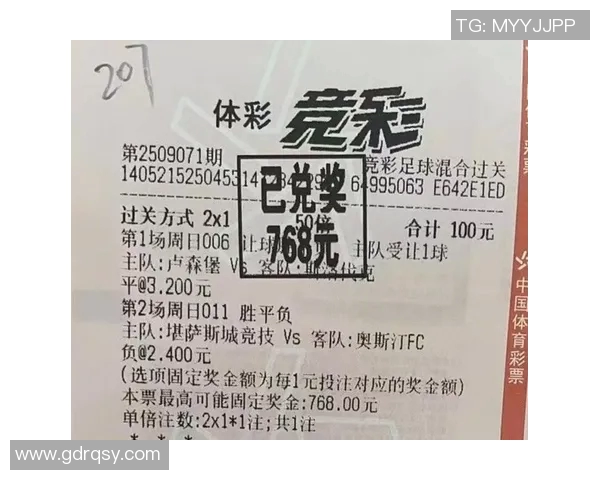 TG: MYYJJPP
207
体彩 竞彩
第2509071期 竞彩足球混合过关
64995063 E642E1ED
已兑奖
768元
过关方式 2x1 50倍 合计 100元
第1场周日006 让球 主队受让1球
主队:卢森堡 Vs 客队:斯洛伐克
平@3.200元
第2场周日011 胜平负
主队:堪萨斯城竞技 Vs 客队:奥斯汀FC
负@2.400元
(选项固定奖金额为每1元投注对应的奖金额)
本票最高可能固定奖金:768.00元
单倍注数:2x1*1注;共1注
中国体育彩票
www.gdrqsy.com